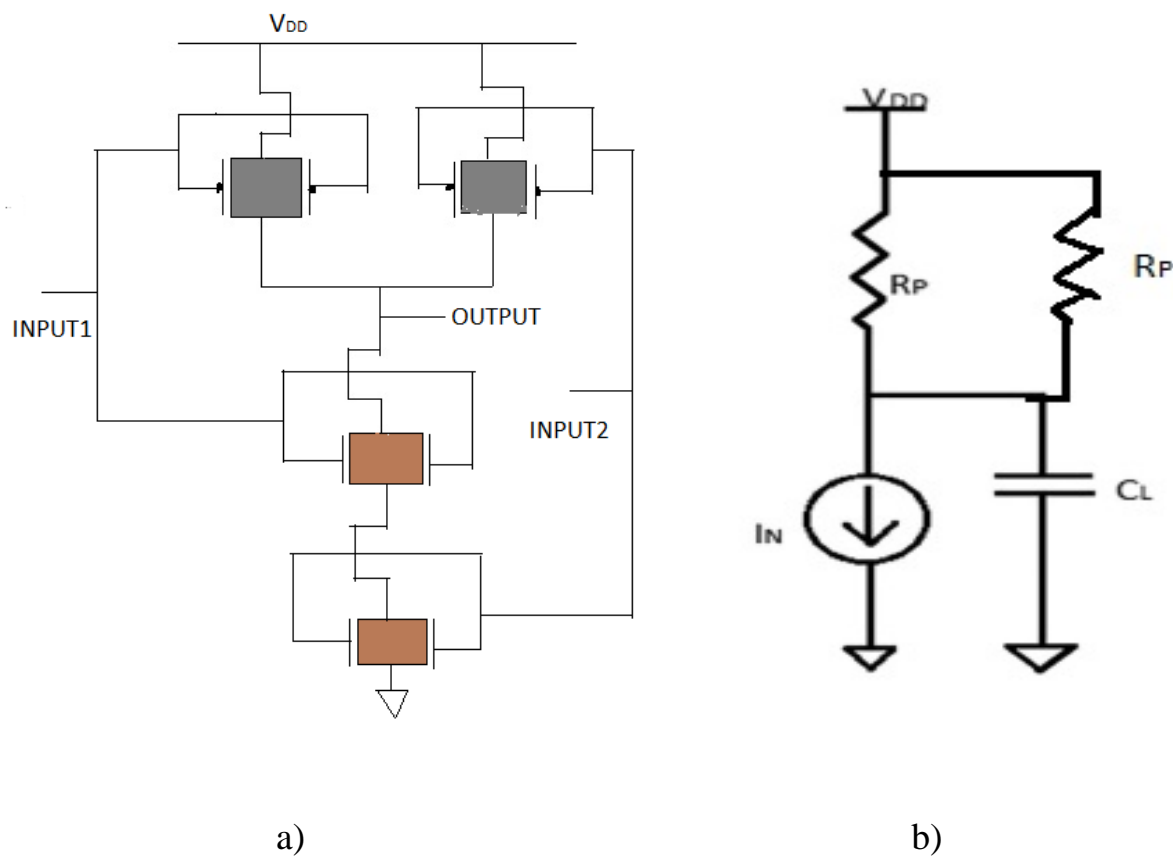 VDD
INPUT1
OUTPUT
INPUT2
a)
VDD
RP
RP
IN
CL
b)